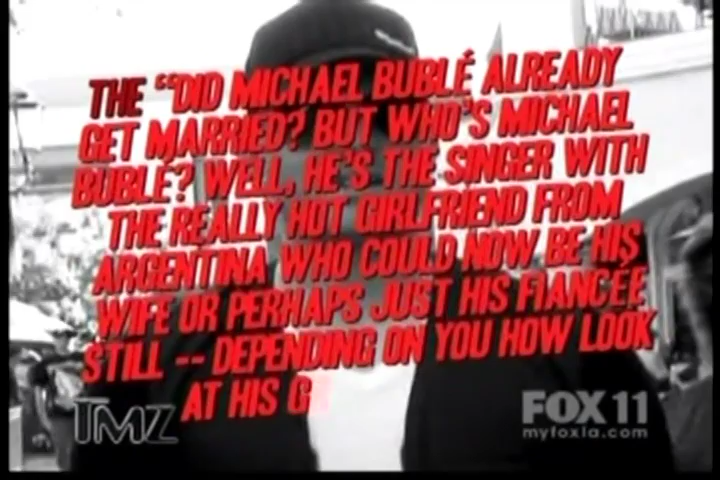 THE "DID MICHAEL BUBLÉ ALREADY
GET MARRIED? BUT WHO'S MICHAEL
BUBLÉ? WELL, HE'S THE SINGER WITH
THE REALLY HOT GIRLFRIEND FROM
ARGENTINA WHO COULD NOW BE HIS
WIFE OR PERHAPS JUST HIS FIANCÉE
STILL -- DEPENDING ON YOU HOW LOOK
AT HIS G
TMZ
FOX 11
myfoxla.com